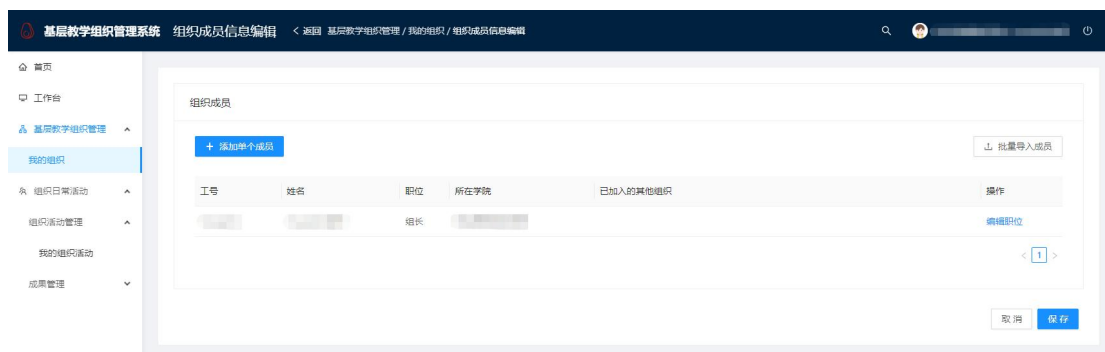 基层教学组织管理系统 组织成员信息编辑 < 返回 基层教学组织管理 / 我的组织 / 组织成员信息编辑
首页
工作台
基层教学组织管理
我的组织
组织日常活动
组织活动管理
我的组织活动
成果管理
组织成员
+ 添加单个成员 批量导入成员
工号 姓名 职位 所在学院 已加入的其他组织 操作
组长 编辑职位
< 1 >
取 消 保 存